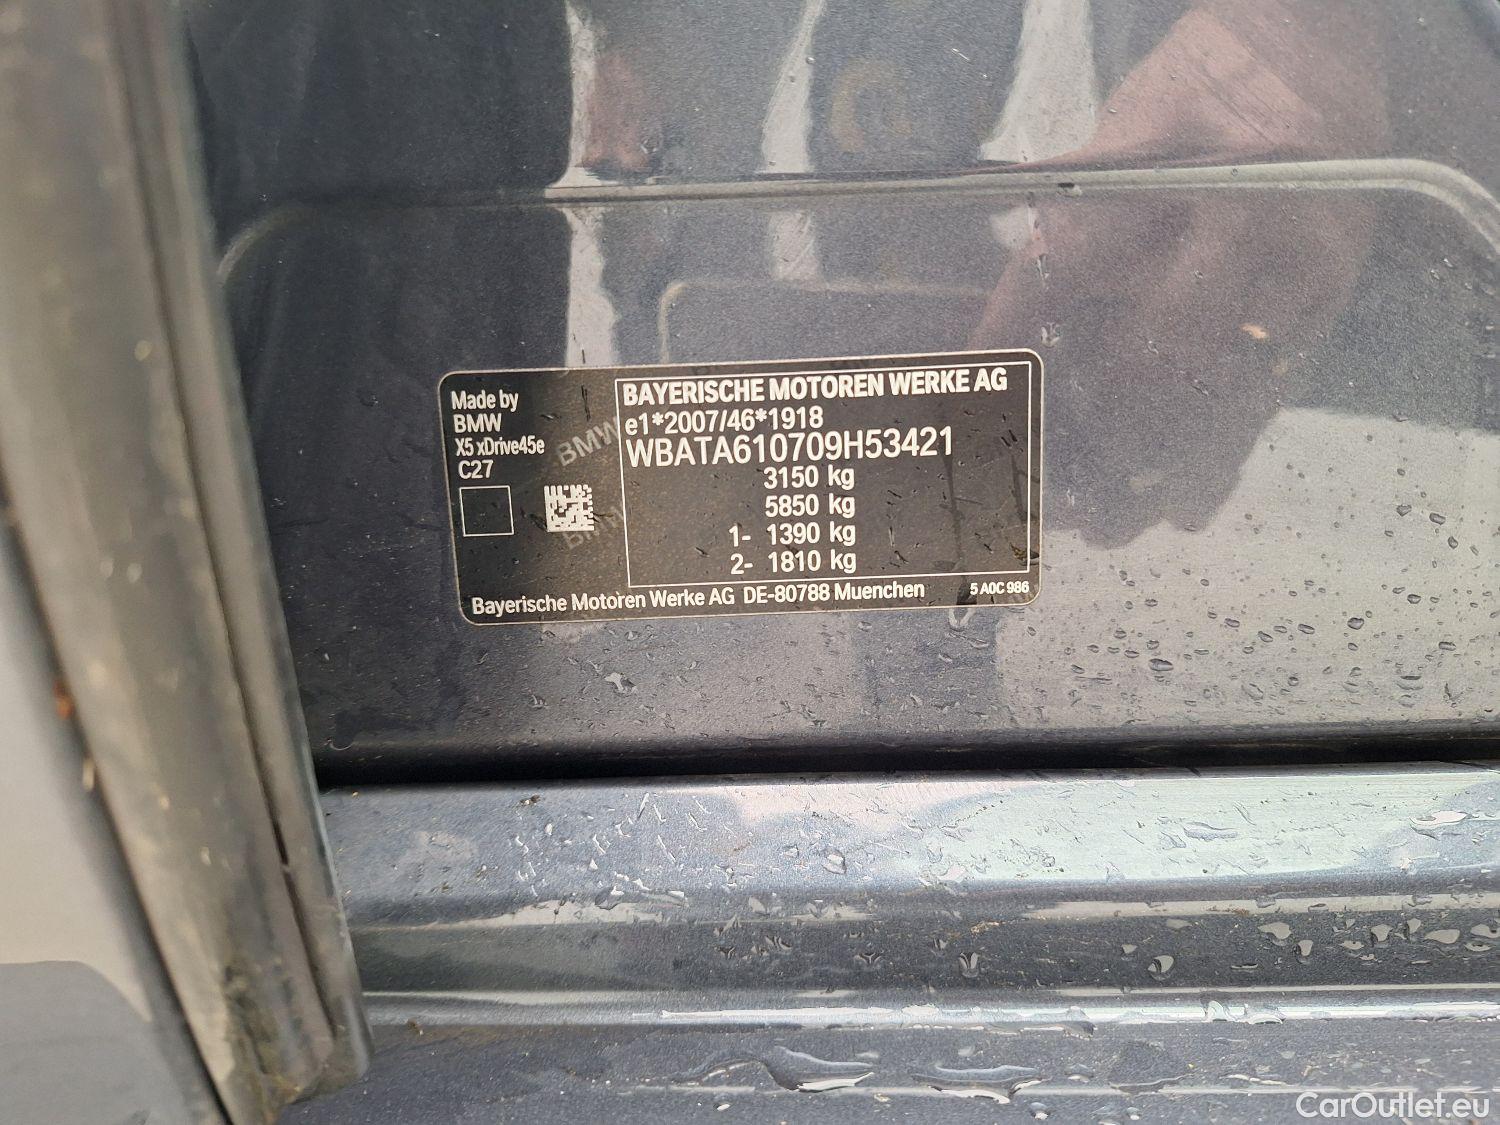 Made by
BMW
X5 xDrive45e
C27
BMW
BAYERISCHE MOTOREN WERKE AG
e1*2007/46*1918
WBATA610709H53421
3150 kg
5850 kg
1- 1390 kg
2- 1810 kg
Bayerische Motoren Werke AG DE-80788 Muenchen
5 A0C 986
CarOutlet.eu